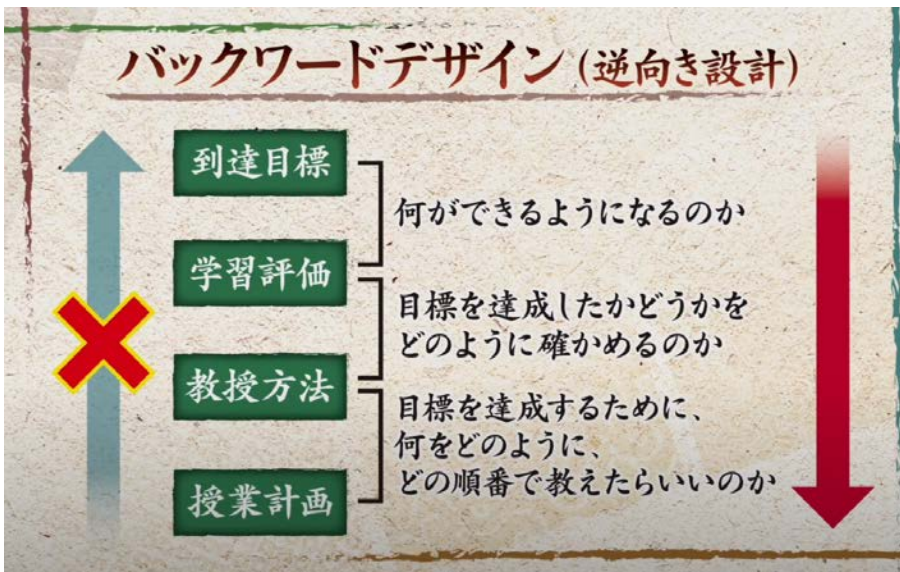 バックワードデザイン(逆向き設計)
到達目標
何ができるようになるのか
学習評価
目標を達成したかどうかを
どのように確かめるのか
教授方法
目標を達成するために、
何をどのように、
どの順番で教えたらいいのか
授業計画